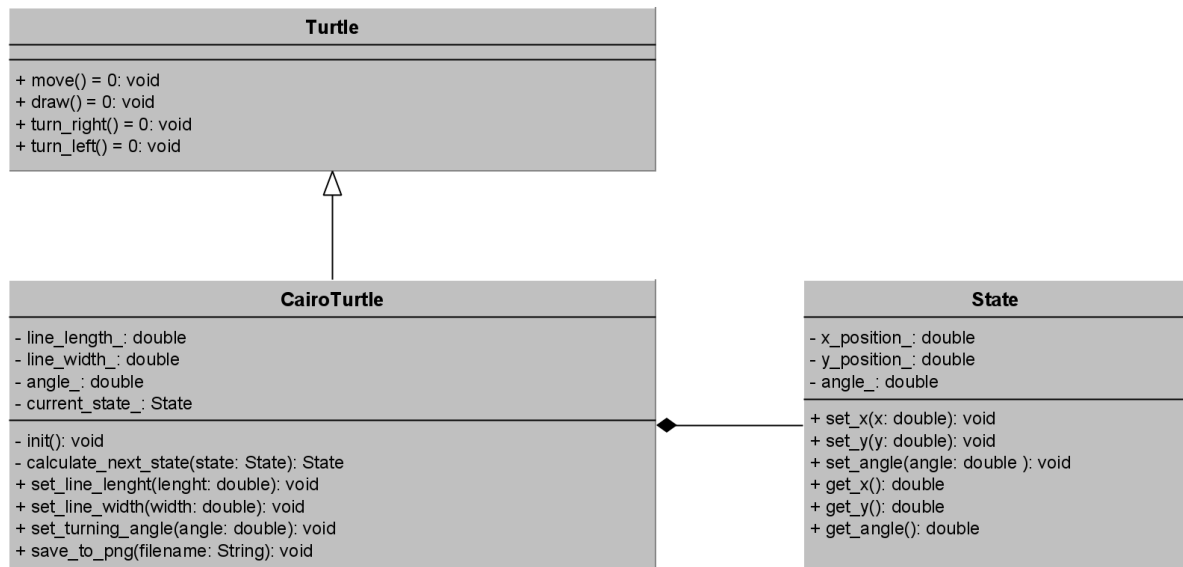 Turtle
+ move() = 0: void
+ draw() = 0: void
+ turn_right() = 0: void
+ turn_left() = 0: void
CairoTurtle
- line_length_: double
- line_width_: double
- angle_: double
- current_state_: State
- init(): void
- calculate_next_state(state: State): State
+ set_line_lenght(lenght: double): void
+ set_line_width(width: double): void
+ set_turning_angle(angle: double): void
+ save_to_png(filename: String): void
State
- x_position_: double
- y_position_: double
- angle_: double
+ set_x(x: double): void
+ set_y(y: double): void
+ set_angle(angle: double ): void
+ get_x(): double
+ get_y(): double
+ get_angle(): double